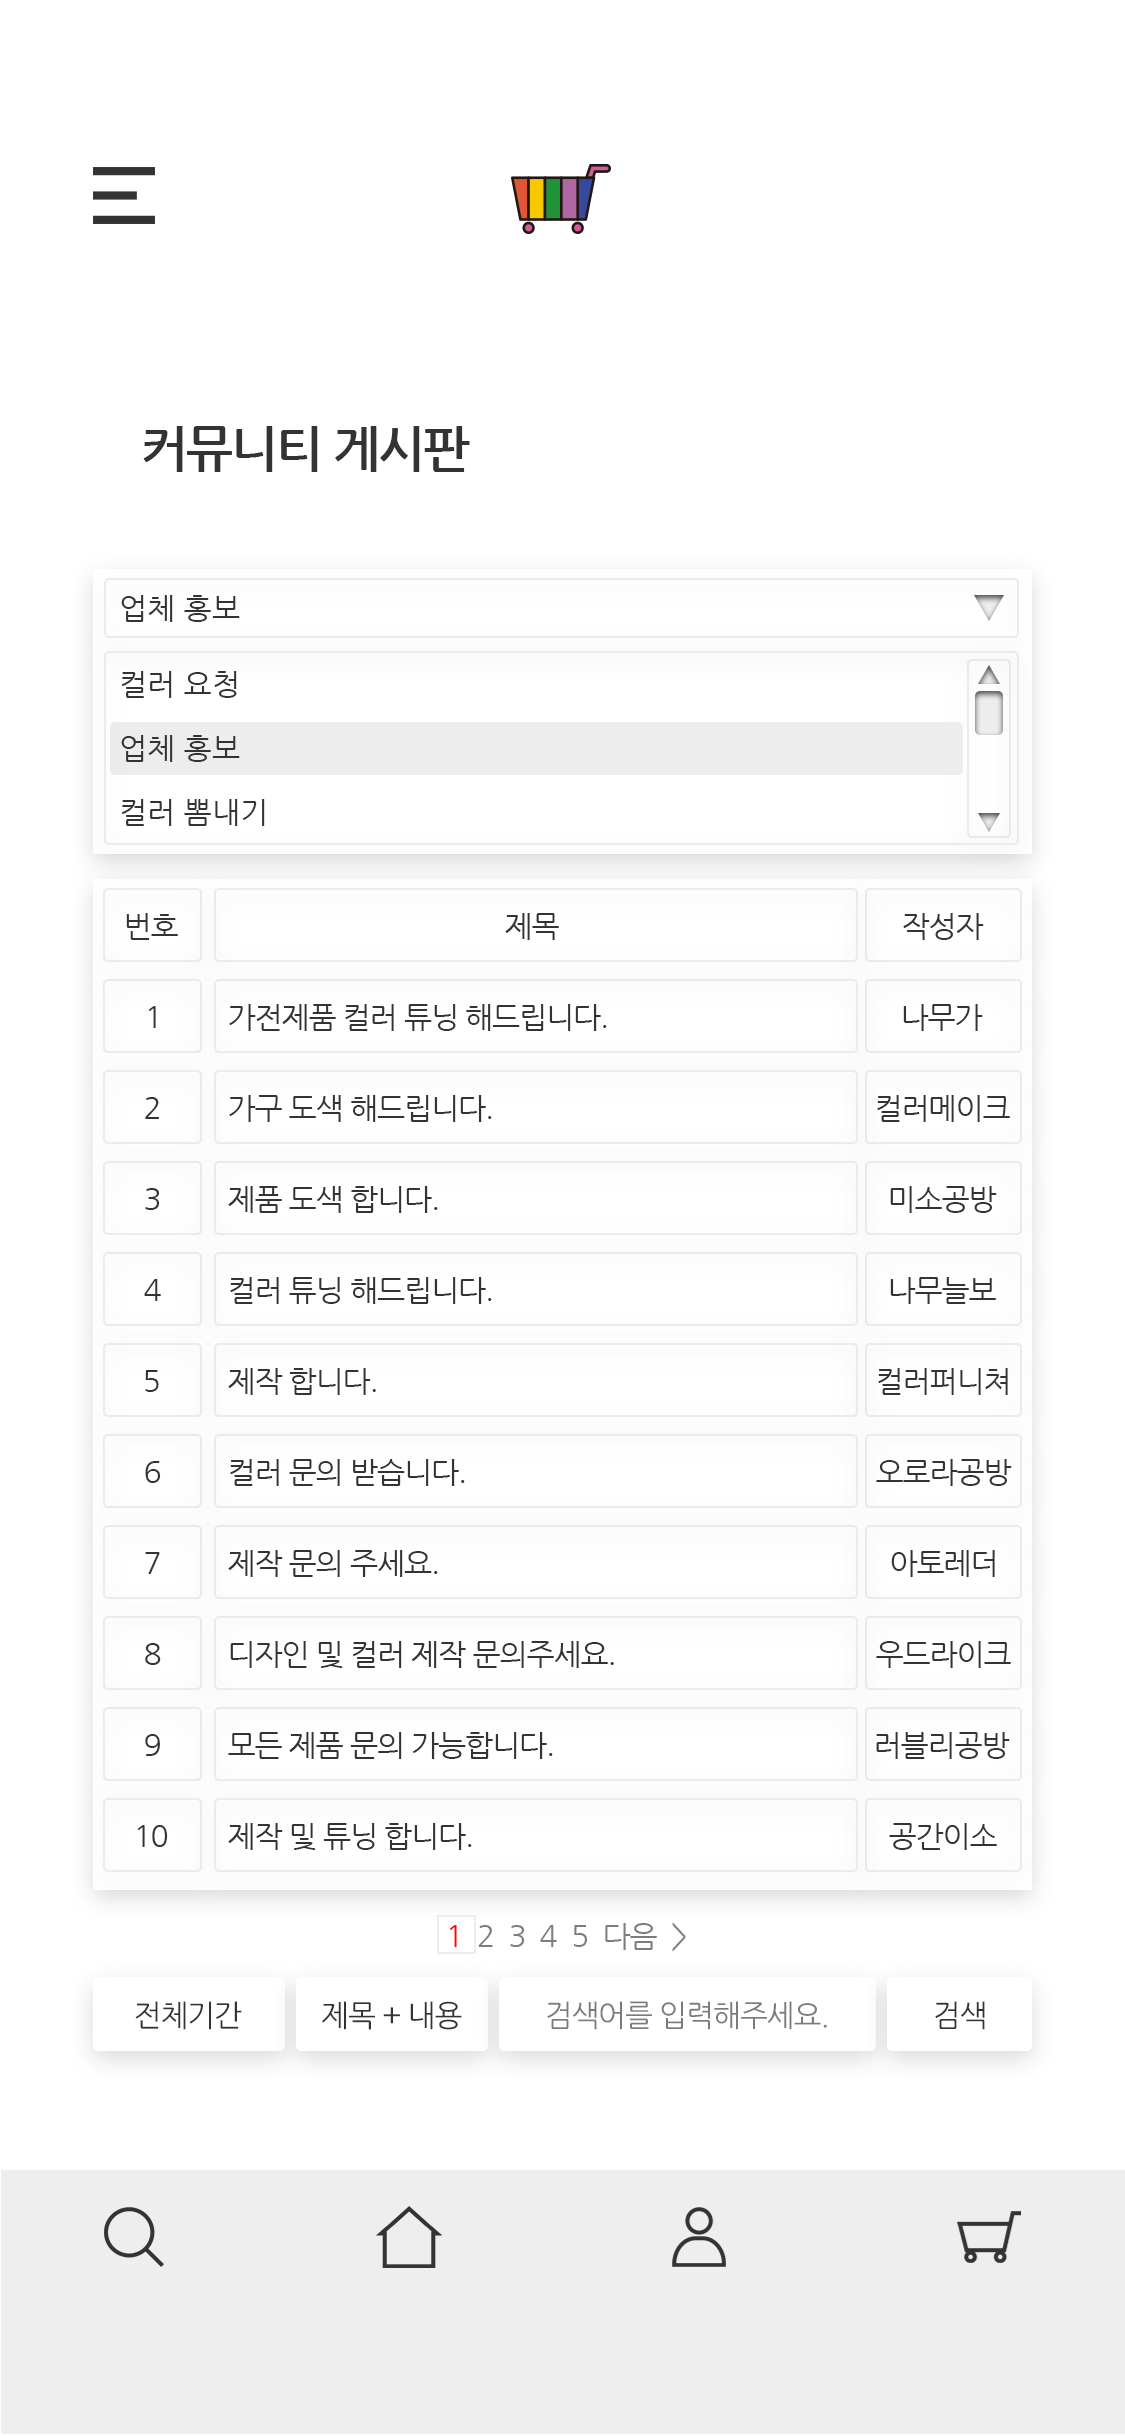 커뮤니티 게시판
업체 홍보
컬러 요청
업체 홍보
컬러 뽐내기
번호 제목 작성자
1 가전제품 컬러 튜닝 해드립니다. 나무가
2 가구 도색 해드립니다. 컬러메이크
3 제품 도색 합니다. 미소공방
4 컬러 튜닝 해드립니다. 나무늘보
5 제작 합니다. 컬러퍼니쳐
6 컬러 문의 받습니다. 오로라공방
7 제작 문의 주세요. 아토레더
8 디자인 및 컬러 제작 문의주세요. 우드라이크
9 모든 제품 문의 가능합니다. 러블리공방
10 제작 및 튜닝 합니다. 공간이소
1 2 3 4 5 다음 >
전체기간 제목 + 내용 검색어를 입력해주세요. 검색